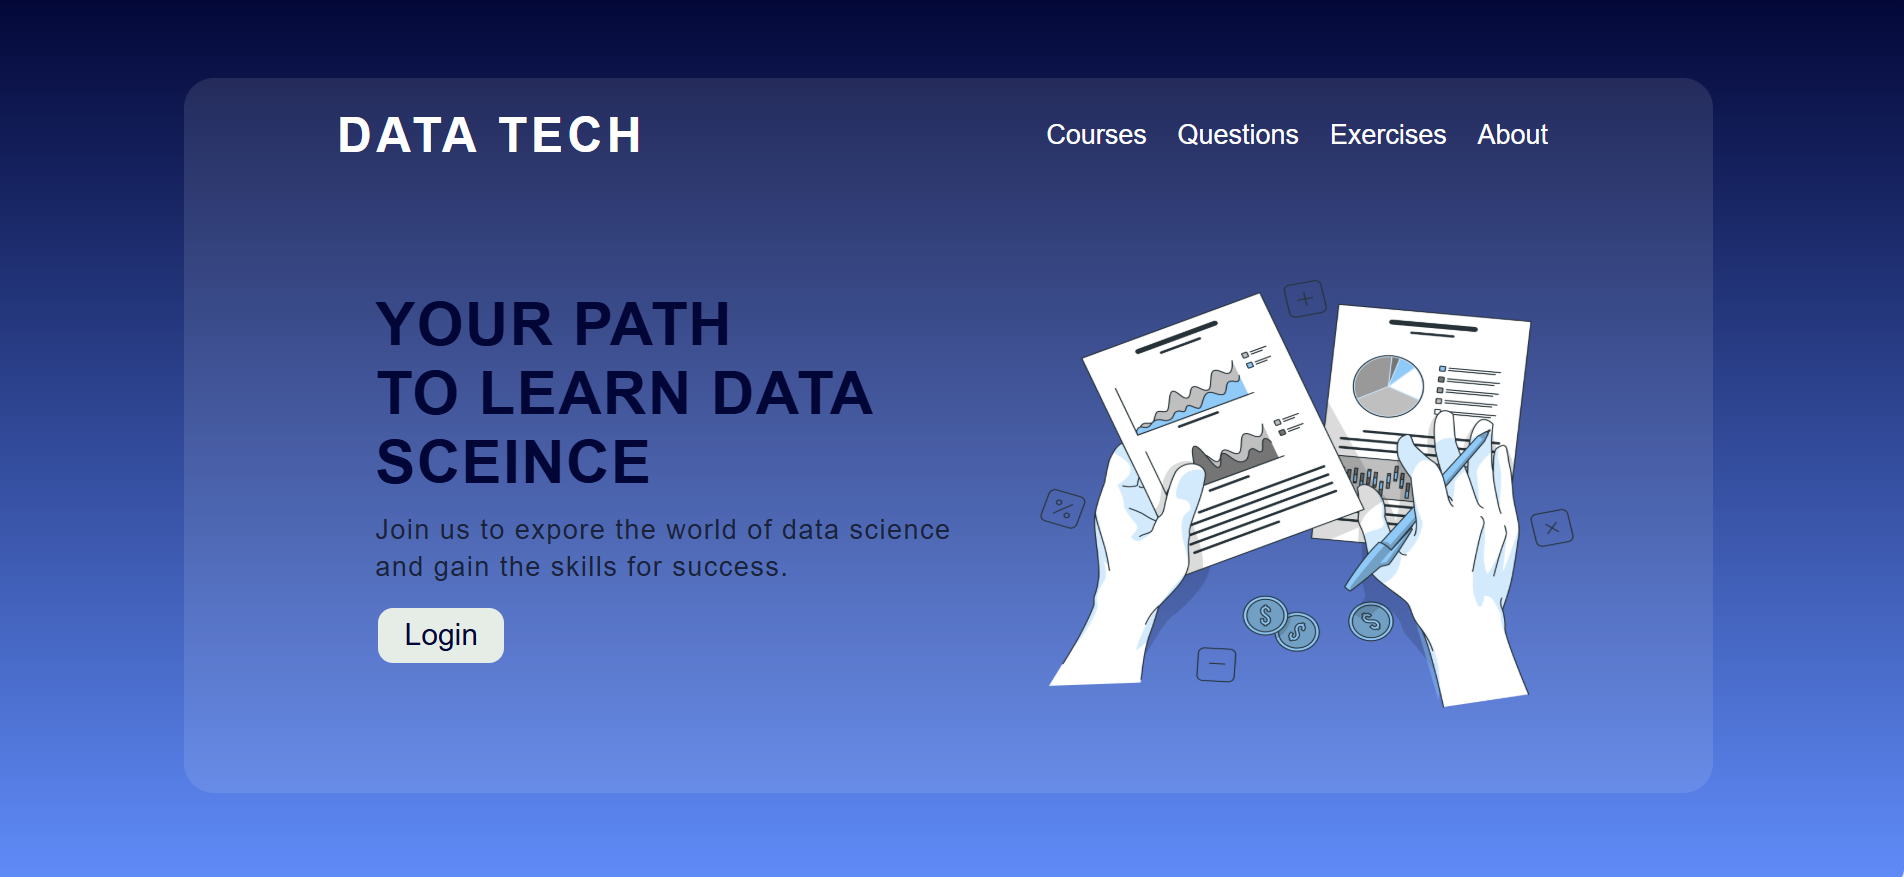 DATA TECH
Courses Questions Exercises About
YOUR PATH
TO LEARN DATA
SCEINCE
Join us to expore the world of data science
and gain the skills for success.
Login